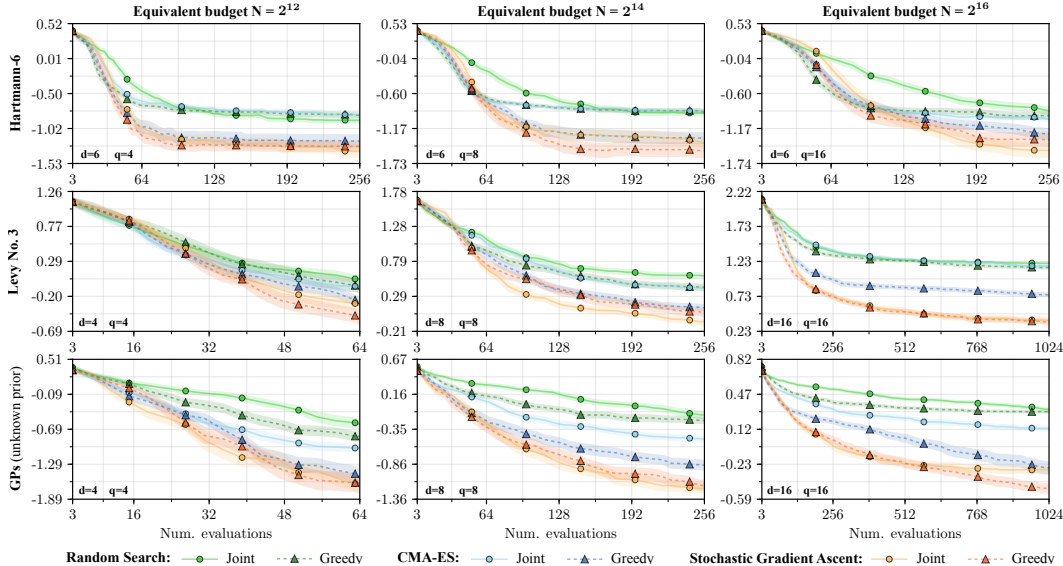 Equivalent budget N = 2¹² Equivalent budget N = 2¹⁴ Equivalent budget N = 2¹⁶
Hartmann-6
0.52
0.01
-0.50
-1.02
-1.53
d=6 q=4
3 64 128 192 256
0.53
-0.04
-0.60
-1.17
-1.73
d=6 q=8
3 64 128 192 256
0.53
-0.04
-0.60
-1.17
-1.74
d=6 q=16
3 64 128 192 256
Levy No. 3
1.26
0.77
0.29
-0.20
-0.69
d=4 q=4
3 16 32 48 64
1.78
1.28
0.79
0.29
-0.21
d=8 q=8
3 64 128 192 256
2.22
1.73
1.23
0.73
0.23
d=16 q=16
3 256 512 768 1024
GPs (unknown prior)
0.51
-0.09
-0.69
-1.29
-1.89
d=4 q=4
3 16 32 48 64
Num. evaluations
0.67
0.16
-0.35
-0.86
-1.36
d=8 q=8
3 64 128 192 256
Num. evaluations
0.82
0.47
0.12
-0.23
-0.59
d=16 q=16
3 256 512 768 1024
Num. evaluations
Random Search: Joint Greedy CMA-ES: Joint Greedy Stochastic Gradient Ascent: Joint Greedy